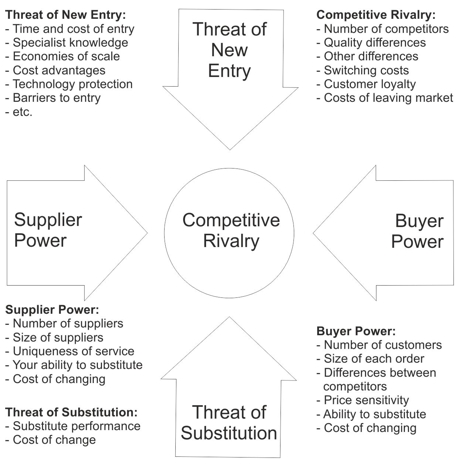 Threat of New Entry:
- Time and cost of entry
- Specialist knowledge
- Economies of scale
- Cost advantages
- Technology protection
- Barriers to entry
- etc.
Threat of
New
Entry
Competitive Rivalry:
- Number of competitors
- Quality differences
- Other differences
- Switching costs
- Customer loyalty
- Costs of leaving market
Supplier
Power
Competitive
Rivalry
Buyer
Power
Supplier Power:
- Number of suppliers
- Size of suppliers
- Uniqueness of service
- Your ability to substitute
- Cost of changing
Threat of Substitution:
- Substitute performance
- Cost of change
Threat of
Substitution
Buyer Power:
- Number of customers
- Size of each order
- Differences between
competitors
- Price sensitivity
- Ability to substitute
- Cost of changing